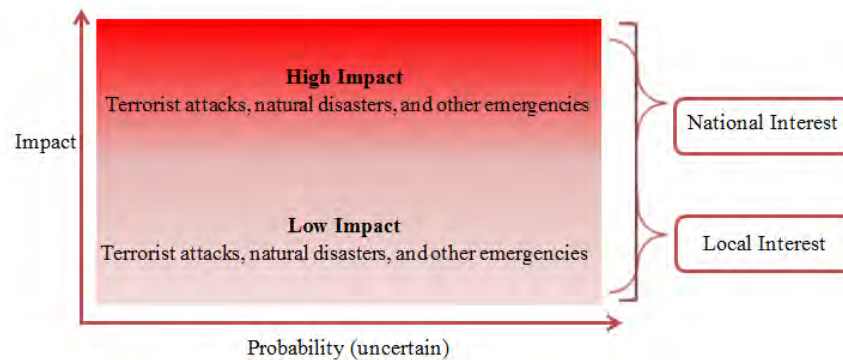 High Impact
Terrorist attacks, natural disasters, and other emergencies
National Interest
Impact
Low Impact
Terrorist attacks, natural disasters, and other emergencies
Local Interest
Probability (uncertain)